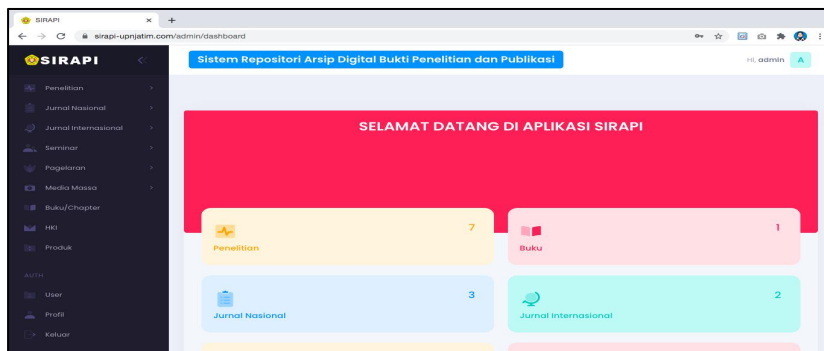 SIRAPI
sirapi-upnjatim.com/admin/dashboard
SIRAPI
Sistem Repositori Arsip Digital Bukti Penelitian dan Publikasi
Hi, admin A
Penelitian
Jurnal Nasional
Jurnal Internasional
Seminar
Pagelaran
Media Massa
Buku/Chapter
HKI
Produk
AUTH
User
Profil
Keluar
SELAMAT DATANG DI APLIKASI SIRAPI
7
Penelitian
1
Buku
3
Jurnal Nasional
2
Jurnal Internasional